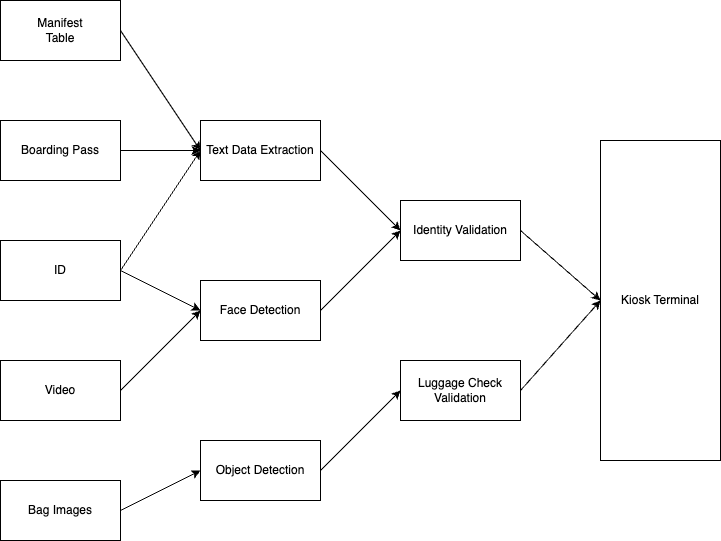 Manifest
Table
Boarding Pass
Text Data Extraction
Identity Validation
ID
Face Detection
Kiosk Terminal
Video
Luggage Check
Validation
Object Detection
Bag Images